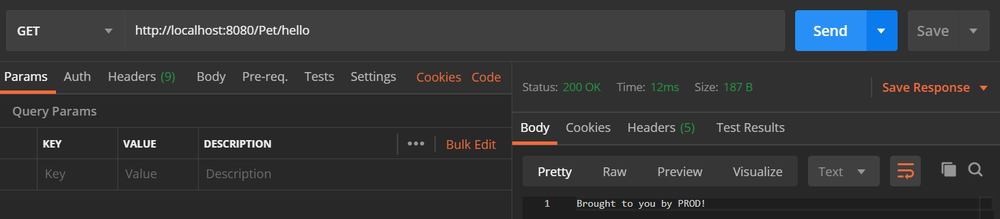 GET http://localhost:8080/Pet/hello Send Save
Params Auth Headers (9) Body Pre-req. Tests Settings Cookies Code
Query Params
KEY VALUE DESCRIPTION ••• Bulk Edit
Key Value Description
Status: 200 OK Time: 12ms Size: 187 B Save Response
Body Cookies Headers (5) Test Results
Pretty Raw Preview Visualize Text
1 Brought to you by PROD!